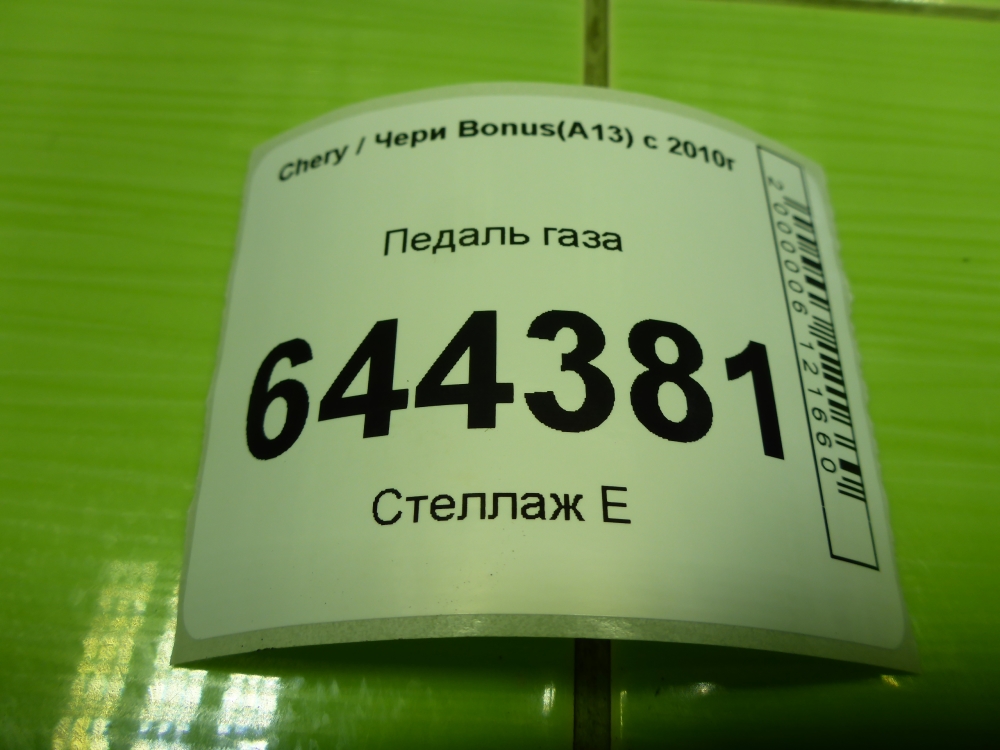 Chery / Чери Bonus(A13) с 2010г
Педаль газа
644381
Стеллаж Е
2000006121660